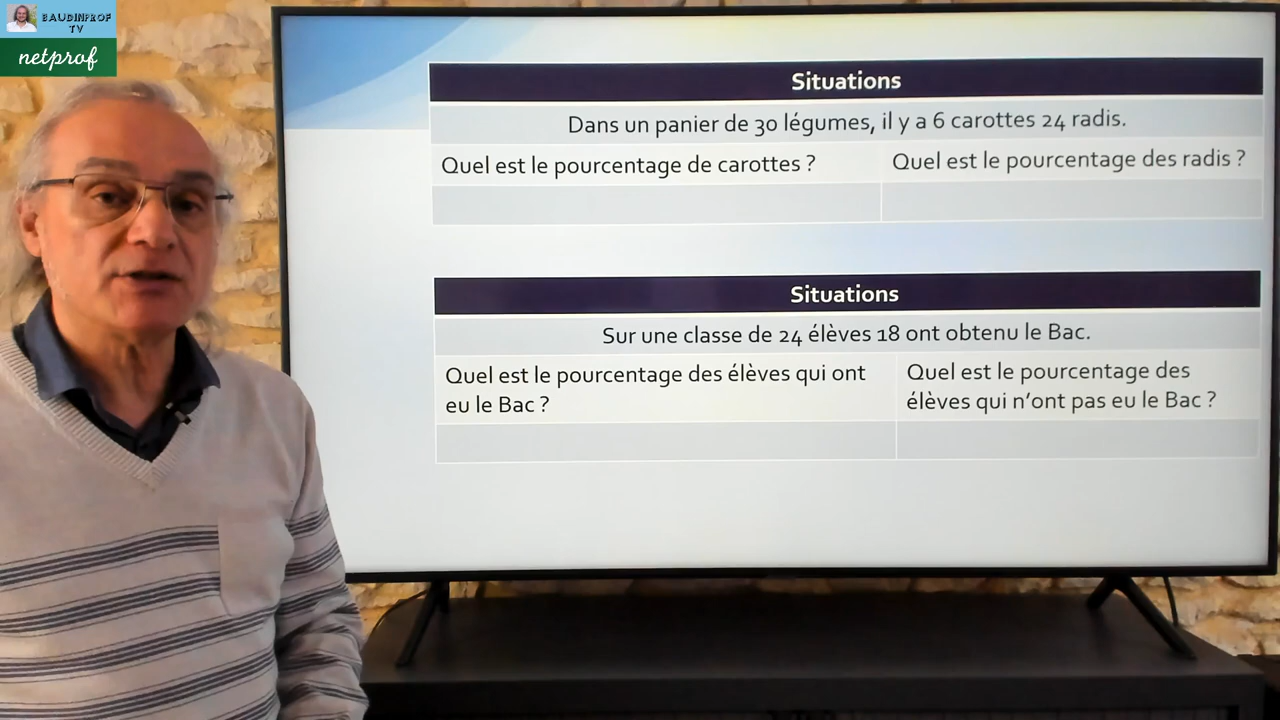 BAUDINPROF
TV
netprof
Situations
Dans un panier de 30 légumes, il y a 6 carottes 24 radis.
Quel est le pourcentage de carottes ?
Quel est le pourcentage des radis ?
Situations
Sur une classe de 24 élèves 18 ont obtenu le Bac.
Quel est le pourcentage des élèves qui ont
eu le Bac ?
Quel est le pourcentage des
élèves qui n'ont pas eu le Bac ?